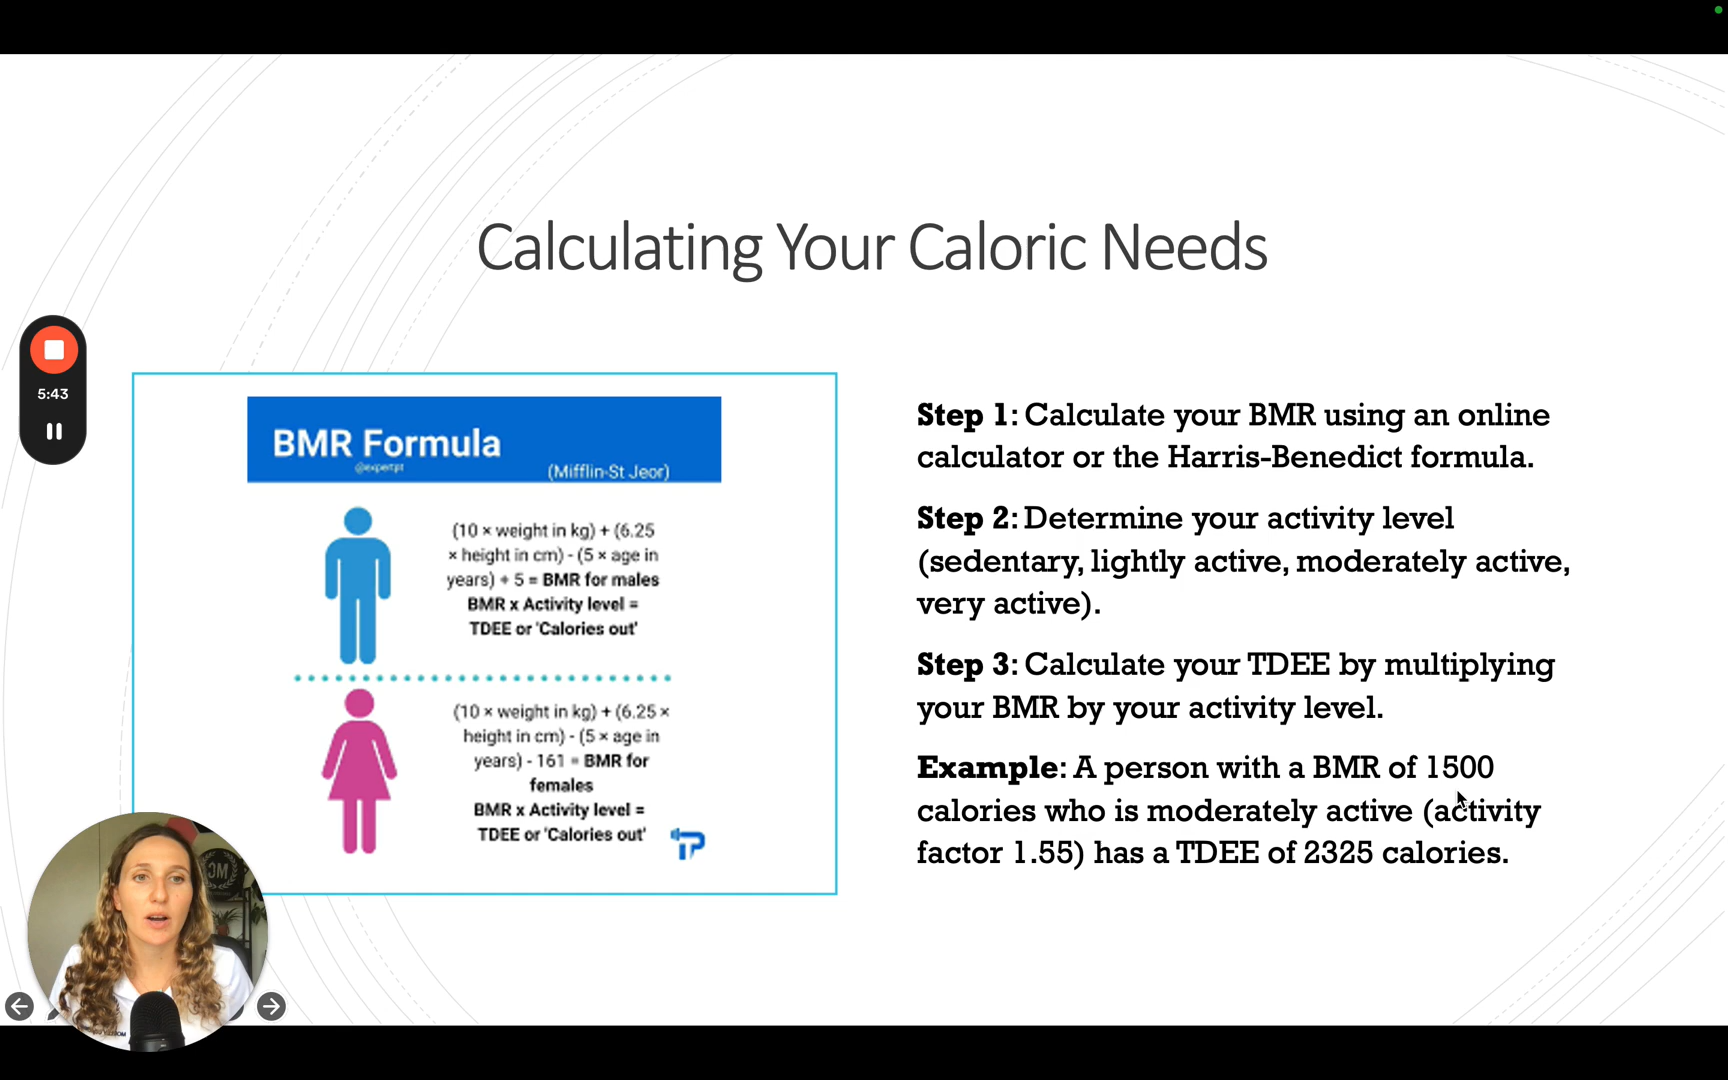 Calculating Your Caloric Needs
5:43
BMR Formula
@expertpt
(Mifflin-St Jeor)
(10 × weight in kg) + (6.25
× height in cm) - (5 × age in
years) + 5 = BMR for males
BMR x Activity level =
TDEE or 'Calories out'
(10 × weight in kg) + (6.25 ×
height in cm) - (5 × age in
years) - 161 = BMR for
females
BMR x Activity level =
TDEE or 'Calories out'
Step 1: Calculate your BMR using an online
calculator or the Harris-Benedict formula.
Step 2: Determine your activity level
(sedentary, lightly active, moderately active,
very active).
Step 3: Calculate your TDEE by multiplying
your BMR by your activity level.
Example: A person with a BMR of 1500
calories who is moderately active (activity
factor 1.55) has a TDEE of 2325 calories.